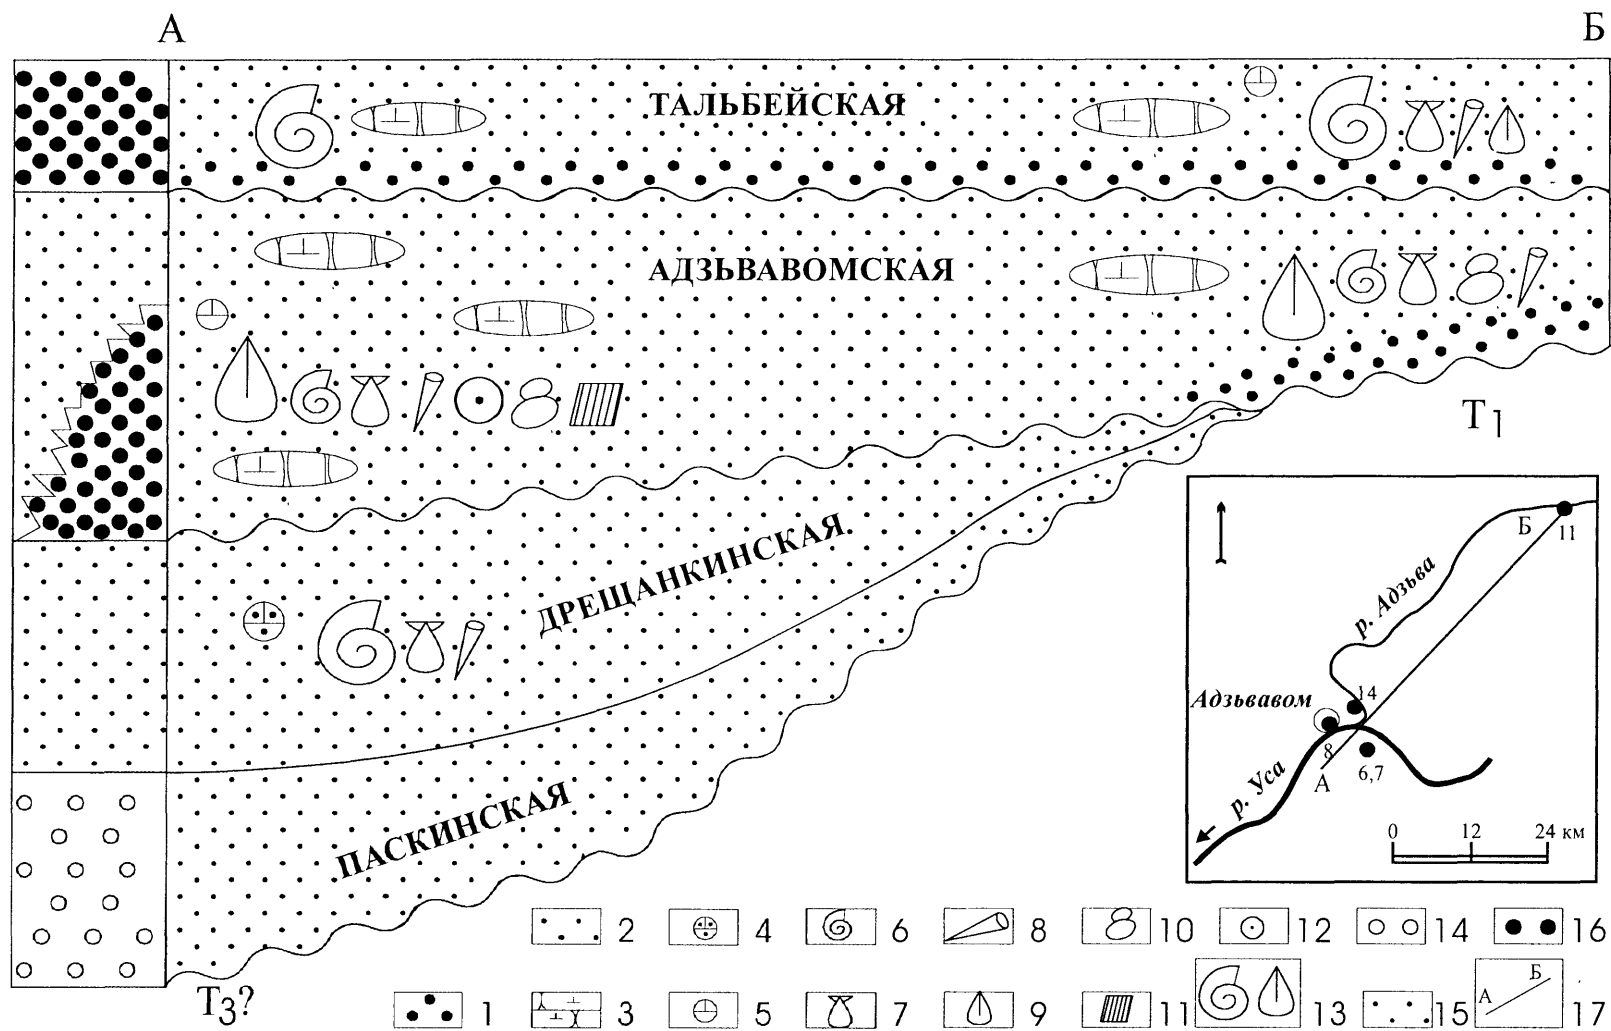 А Б
ТАЛЬБЕЙСКАЯ
АДЗЬВАВОМСКАЯ
ДРЕЩАНКИНСКАЯ
ПАСКИНСКАЯ
T1
T3?
Б
11
р. Адзьва
Адзьвавом
14
8
6,7
А
р. Уса
0 12 24 км
2 4 6 8 10 12 14 16
1 3 5 7 9 11 13 15 17
А Б